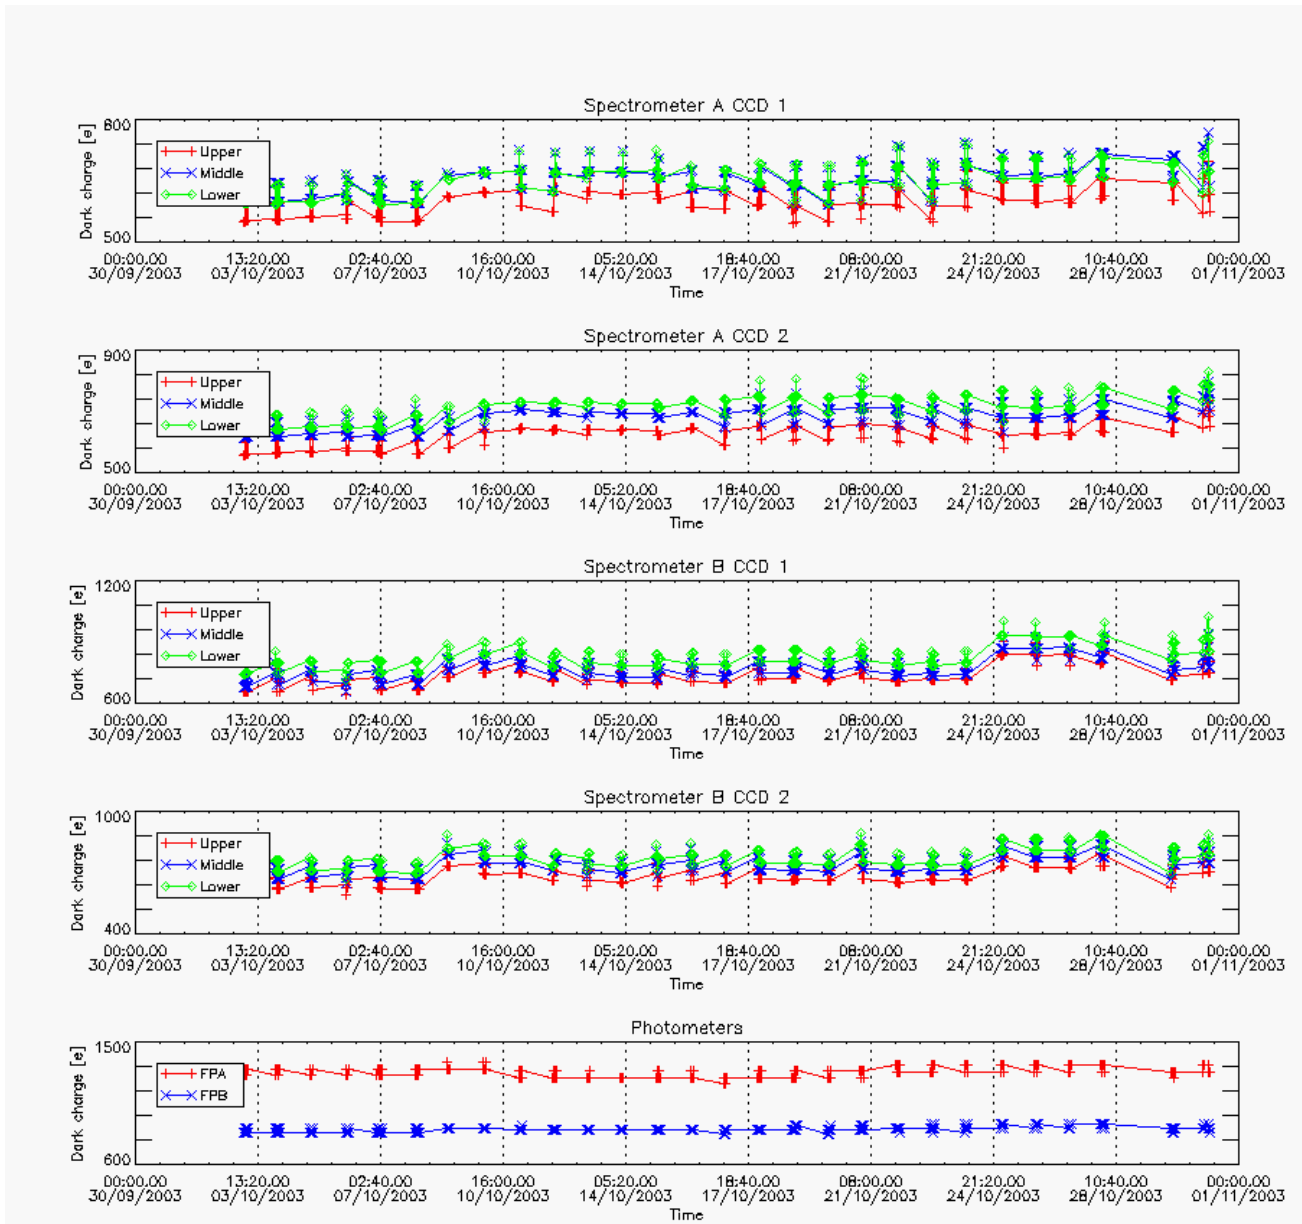 Spectrometer A CCD 1
Dark charge [e]
800
500
Upper
Middle
Lower
00:00.00 13:20.00 02:40.00 16:00.00 05:20.00 18:40.00 08:00.00 21:20.00 10:40.00 00:00.00
30/09/2003 03/10/2003 07/10/2003 10/10/2003 14/10/2003 17/10/2003 21/10/2003 24/10/2003 28/10/2003 01/11/2003
Time
Spectrometer A CCD 2
Dark charge [e]
900
500
Upper
Middle
Lower
00:00.00 13:20.00 02:40.00 16:00.00 05:20.00 18:40.00 08:00.00 21:20.00 10:40.00 00:00.00
30/09/2003 03/10/2003 07/10/2003 10/10/2003 14/10/2003 17/10/2003 21/10/2003 24/10/2003 28/10/2003 01/11/2003
Time
Spectrometer B CCD 1
Dark charge [e]
1200
600
Upper
Middle
Lower
00:00.00 13:20.00 02:40.00 16:00.00 05:20.00 18:40.00 08:00.00 21:20.00 10:40.00 00:00.00
30/09/2003 03/10/2003 07/10/2003 10/10/2003 14/10/2003 17/10/2003 21/10/2003 24/10/2003 28/10/2003 01/11/2003
Time
Spectrometer B CCD 2
Dark charge [e]
1000
400
Upper
Middle
Lower
00:00.00 13:20.00 02:40.00 16:00.00 05:20.00 18:40.00 08:00.00 21:20.00 10:40.00 00:00.00
30/09/2003 03/10/2003 07/10/2003 10/10/2003 14/10/2003 17/10/2003 21/10/2003 24/10/2003 28/10/2003 01/11/2003
Time
Photometers
Dark charge [e]
1500
600
FPA
FPB
00:00.00 13:20.00 02:40.00 16:00.00 05:20.00 18:40.00 08:00.00 21:20.00 10:40.00 00:00.00
30/09/2003 03/10/2003 07/10/2003 10/10/2003 14/10/2003 17/10/2003 21/10/2003 24/10/2003 28/10/2003 01/11/2003
Time